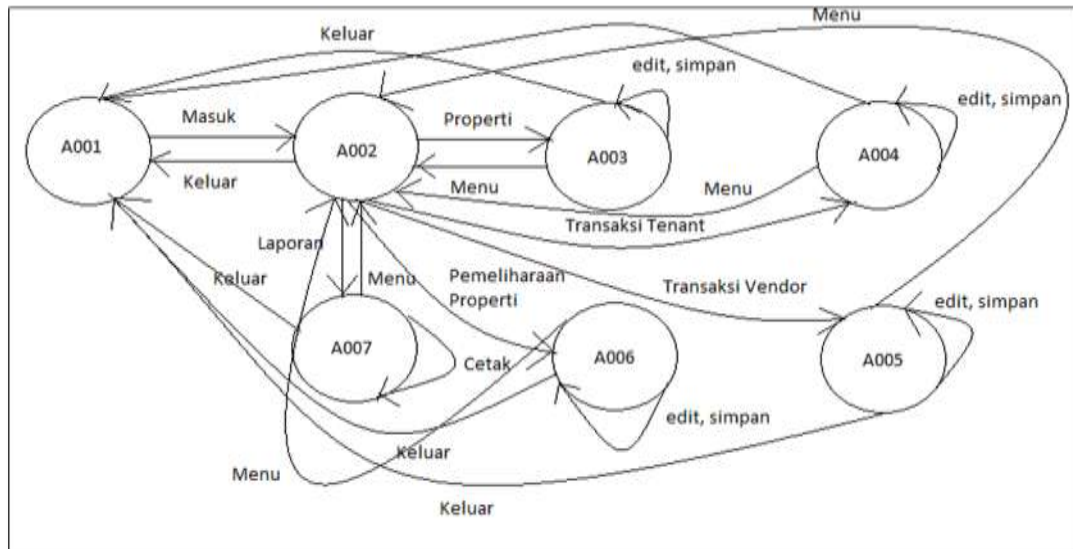 Menu
Keluar
edit, simpan
edit, simpan
Masuk
Properti
A001
A002
A003
A004
Keluar
Menu
Menu
Transaksi Tenant
Laporan
Keluar
Menu
Pemeliharaan
Properti
Transaksi Vendor
edit, simpan
A007
Cetak
A006
A005
edit, simpan
Menu
Keluar
Keluar